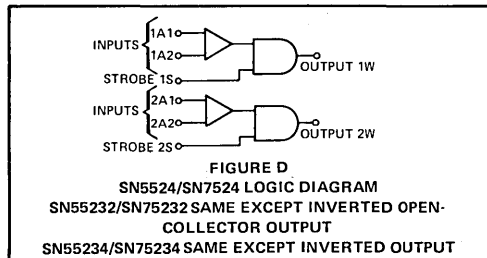 1A1
INPUTS
1A2
OUTPUT 1W
STROBE 1S
2A1
INPUTS
2A2
OUTPUT 2W
STROBE 2S
FIGURE D
SN5524/SN7524 LOGIC DIAGRAM
SN55232/SN75232 SAME EXCEPT INVERTED OPEN-
COLLECTOR OUTPUT
SN55234/SN75234 SAME EXCEPT INVERTED OUTPUT